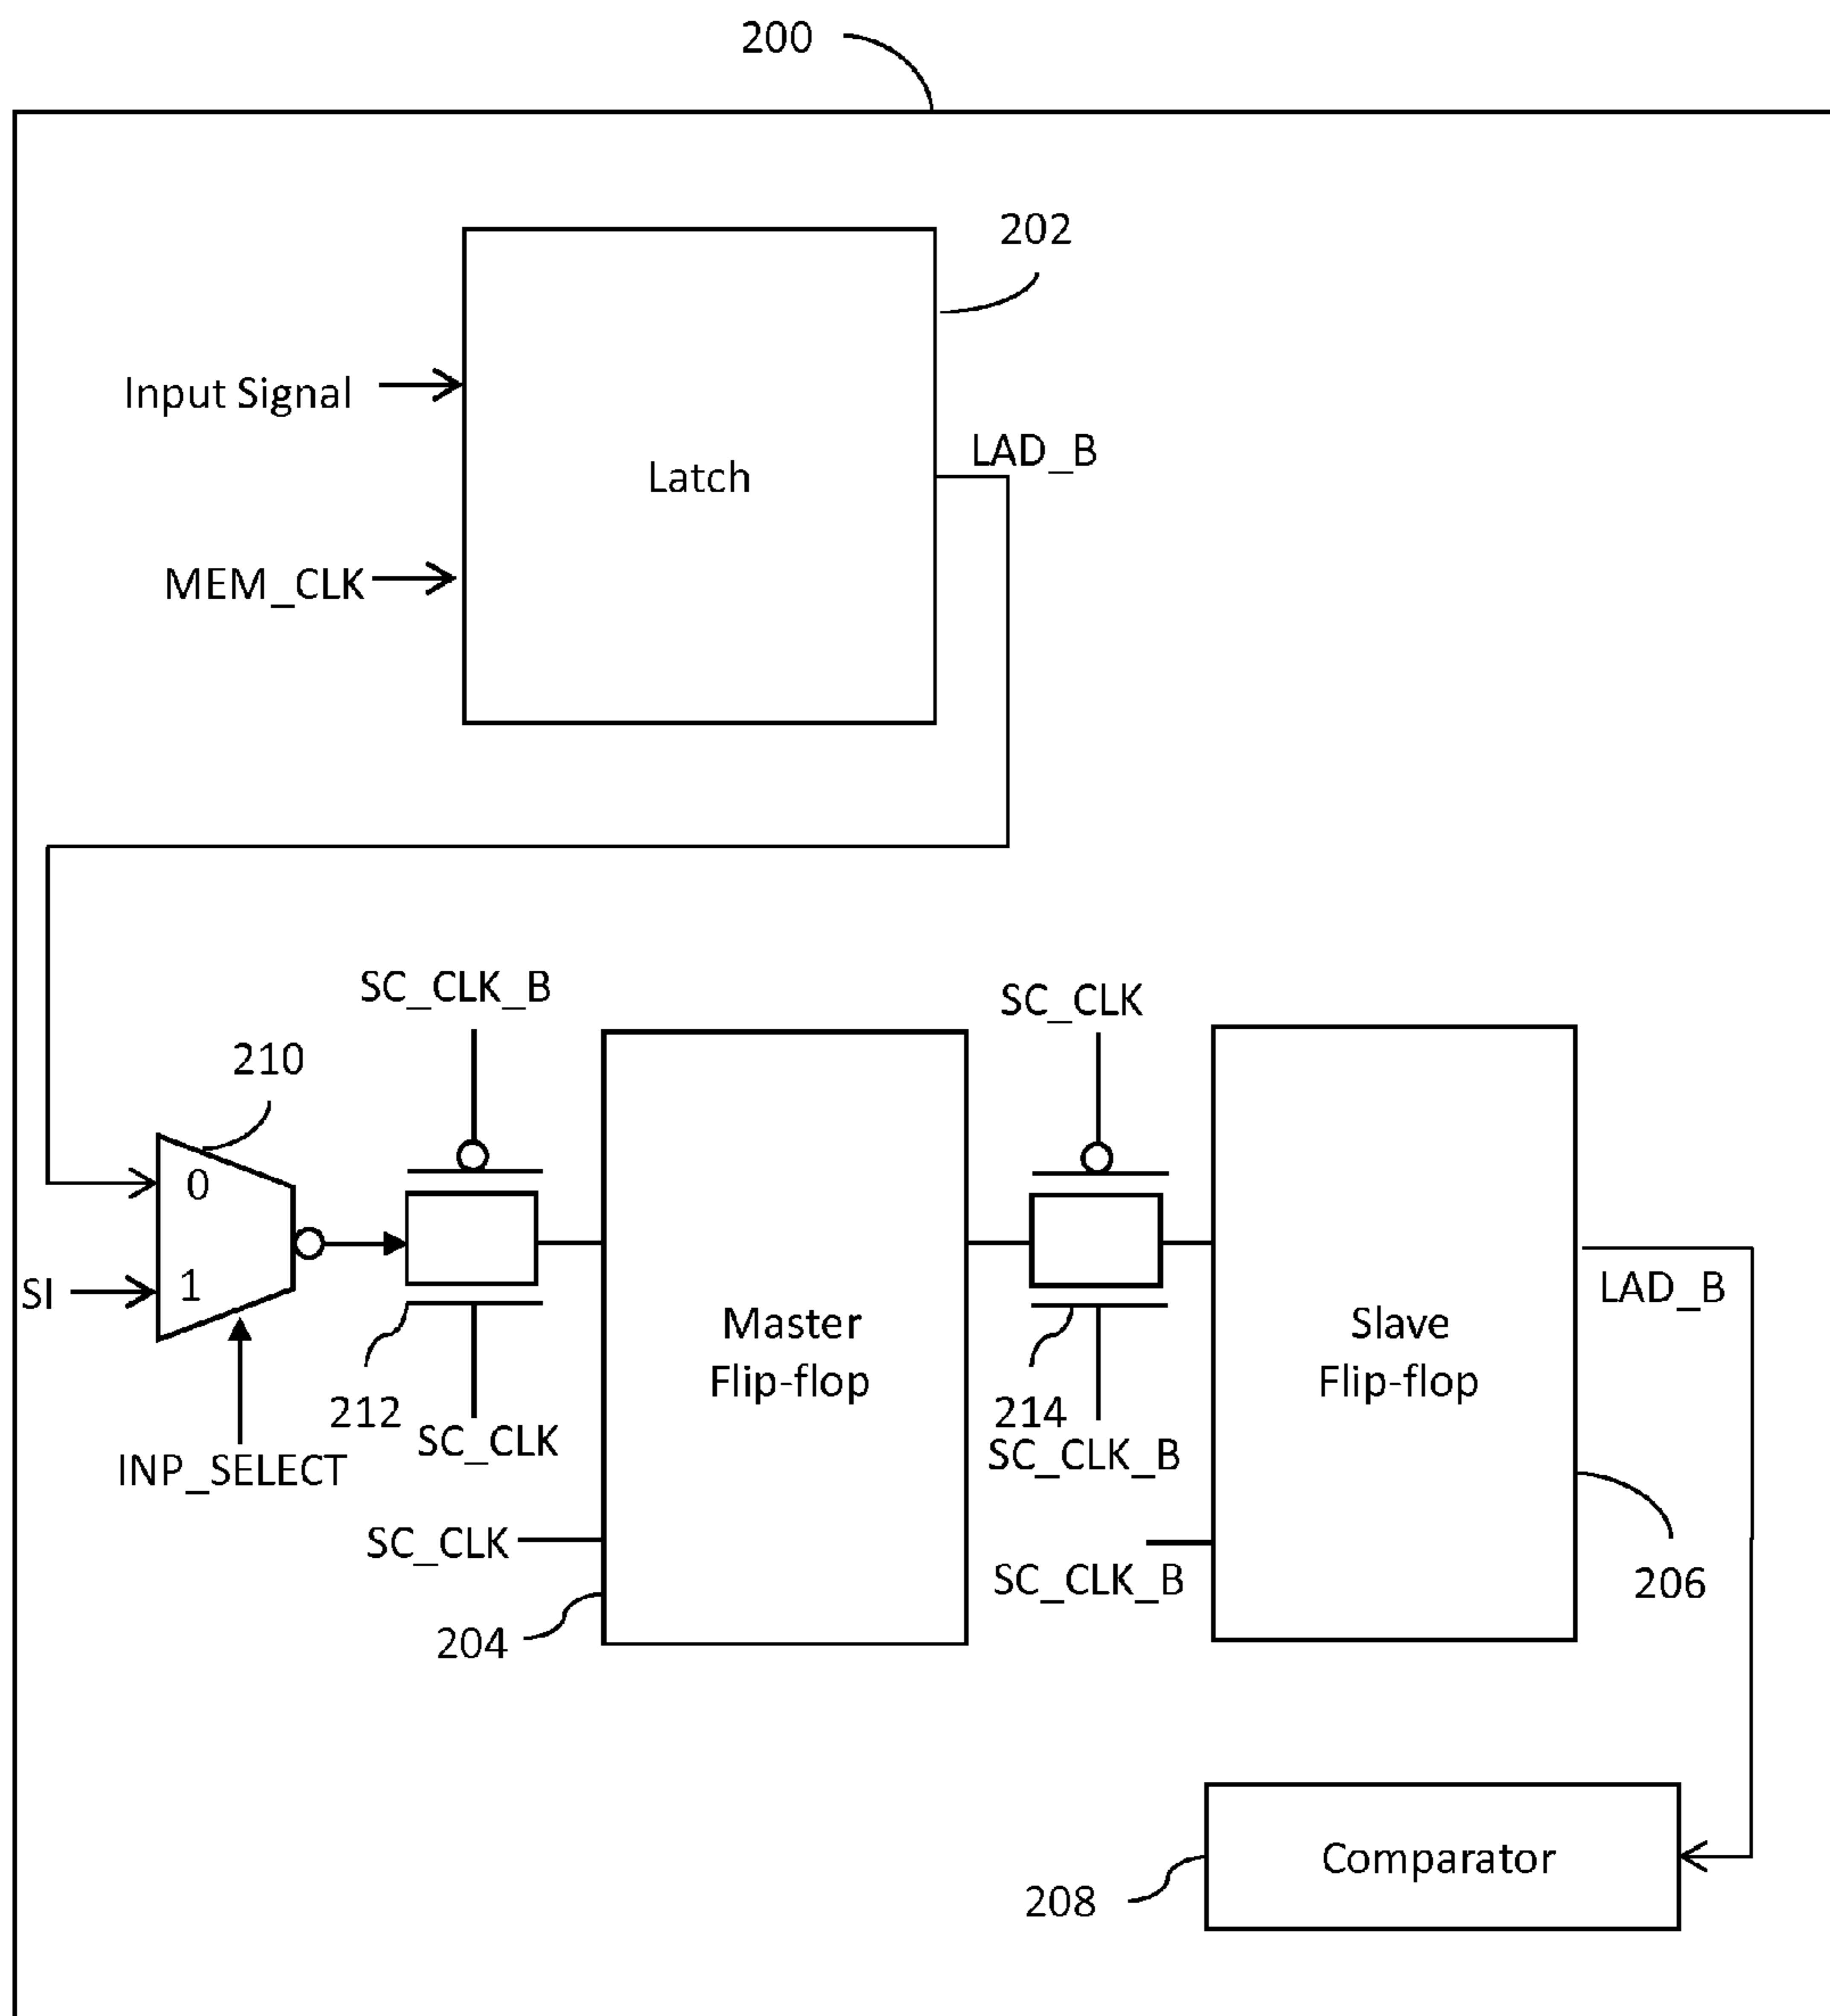 200
202
Input Signal
LAD_B
Latch
MEM_CLK
SC_CLK_B
SC_CLK
210
0
SI
1
LAD_B
Master
Flip-flop
Slave
Flip-flop
212
SC_CLK
214
SC_CLK_B
INP_SELECT
SC_CLK
SC_CLK_B
206
204
Comparator
208